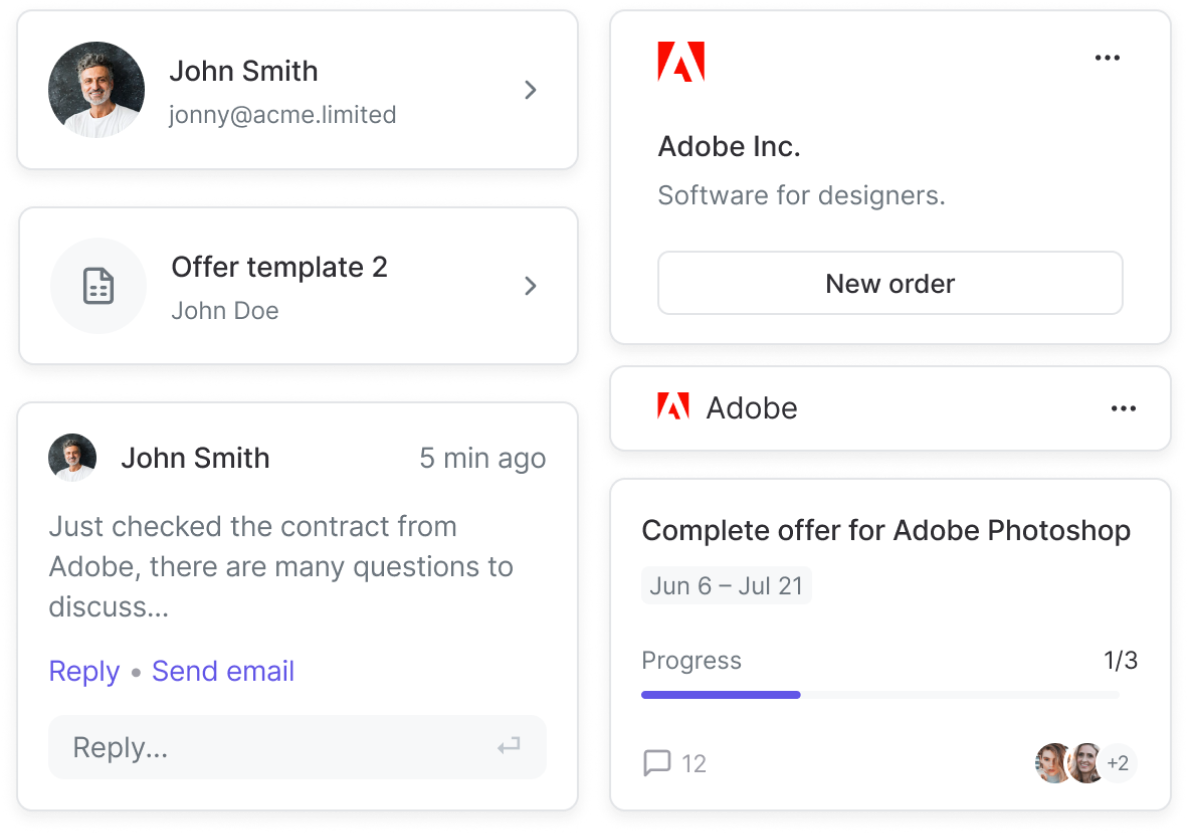 John Smith
jonny@acme.limited
Offer template 2
John Doe
John Smith
5 min ago
Just checked the contract from
Adobe, there are many questions to
discuss...
Reply • Send email
Reply...
Adobe Inc.
Software for designers.
New order
Adobe
Complete offer for Adobe Photoshop
Jun 6 – Jul 21
Progress
1/3
12
+2